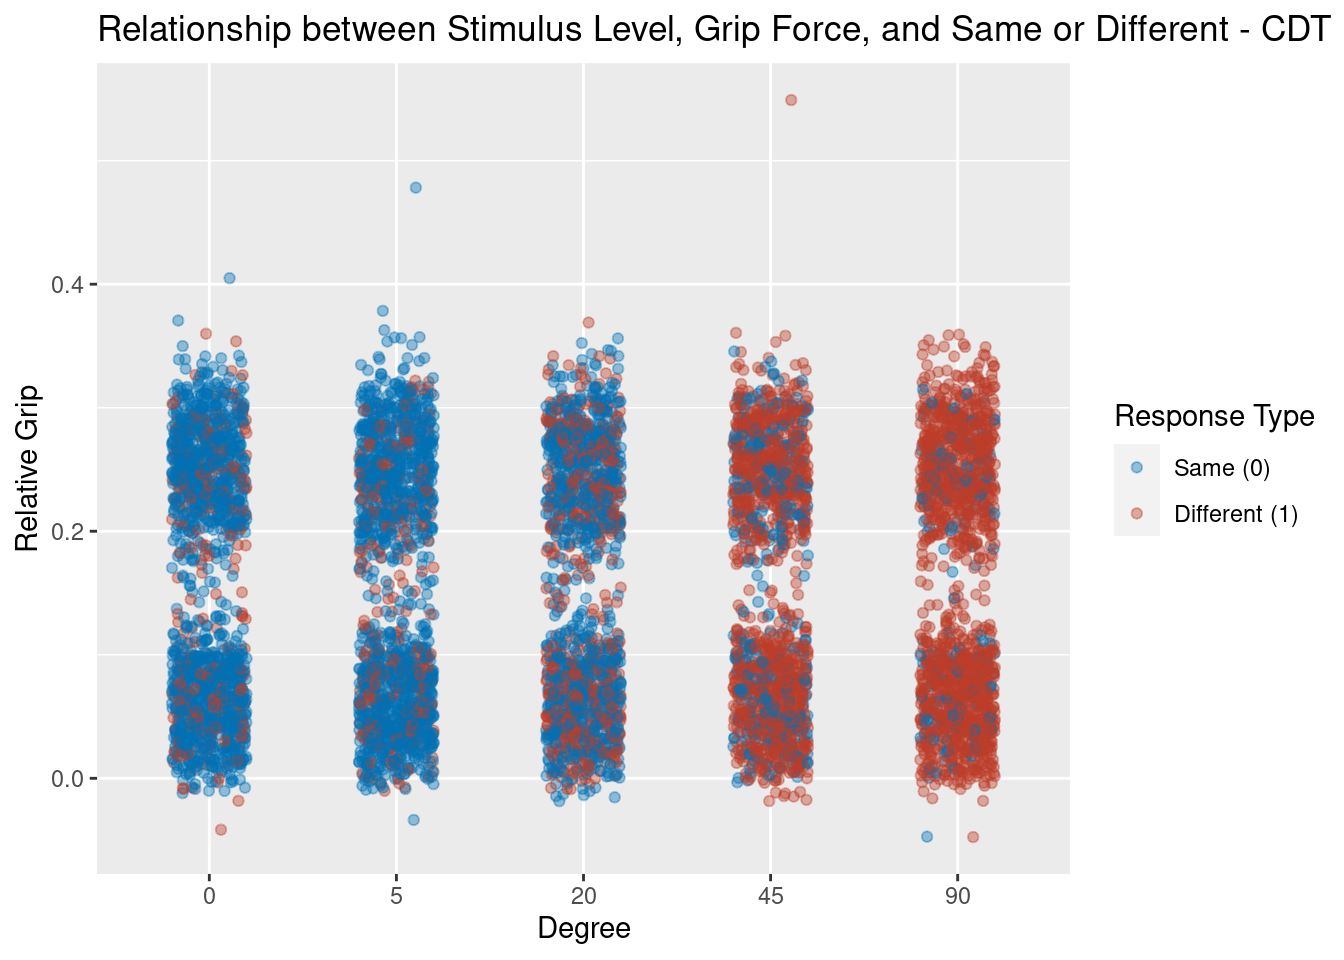 Relationship between Stimulus Level, Grip Force, and Same or Different - CDT
Relative Grip
0.4
0.2
0.0
0
5
20
45
90
Degree
Response Type
Same (0)
Different (1)